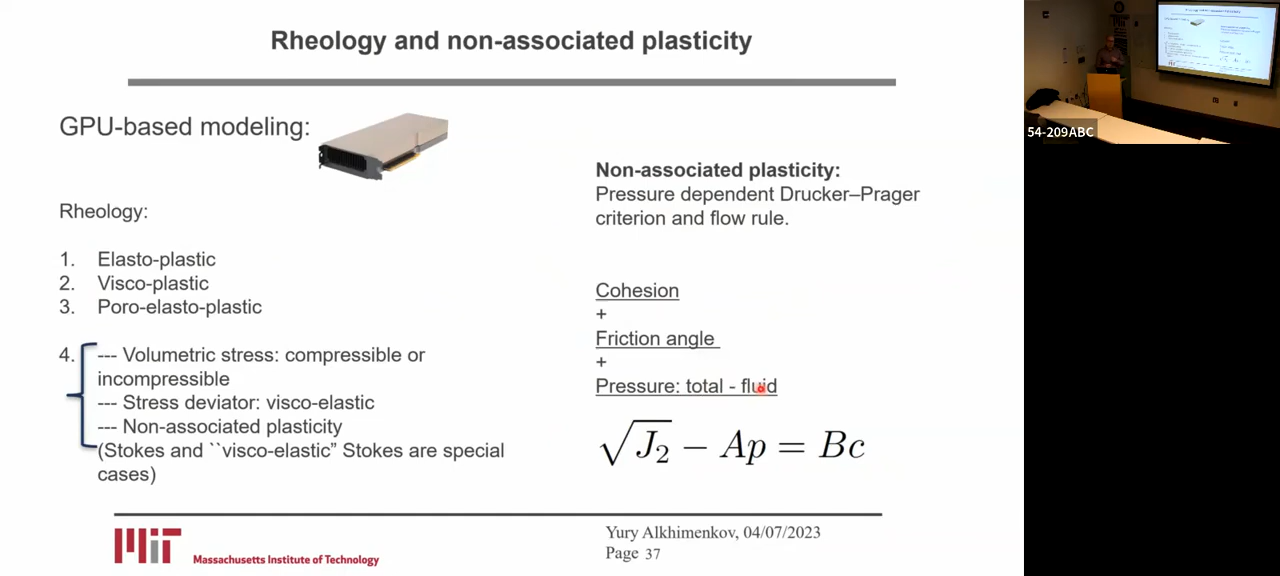 Rheology and non-associated plasticity
GPU-based modeling:
Rheology:
1. Elasto-plastic
2. Visco-plastic
3. Poro-elasto-plastic
4. --- Volumetric stress: compressible or
incompressible
--- Stress deviator: visco-elastic
--- Non-associated plasticity
(Stokes and ``visco-elastic” Stokes are special
cases)
Non-associated plasticity:
Pressure dependent Drucker–Prager
criterion and flow rule.
Cohesion
+
Friction angle
+
Pressure: total - fluid
√J₂ − Ap = Bc
MIT
Massachusetts Institute of Technology
Yury Alkhimenkov, 04/07/2023
Page 37
54-209ABC